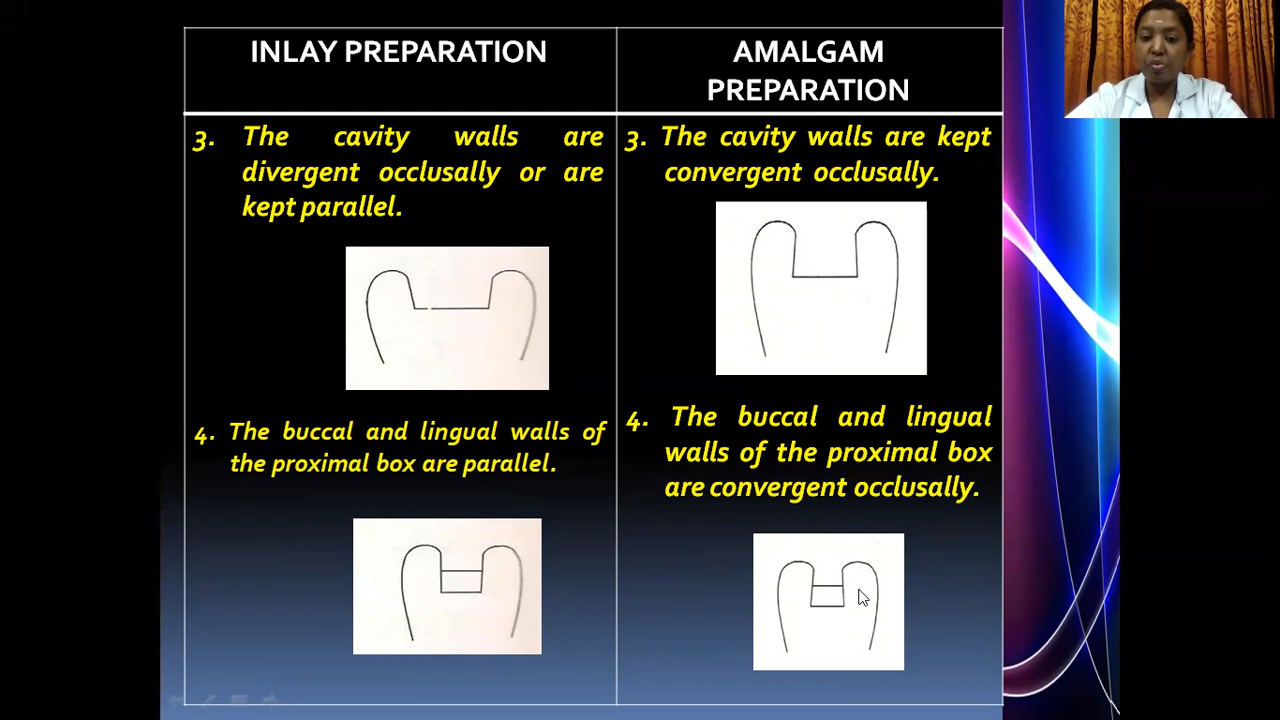 INLAY PREPARATION
AMALGAM
PREPARATION
3. The cavity walls are
divergent occlusally or are
kept parallel.
3. The cavity walls are kept
convergent occlusally.
4. The buccal and lingual walls of
the proximal box are parallel.
4. The buccal and lingual
walls of the proximal box
are convergent occlusally.